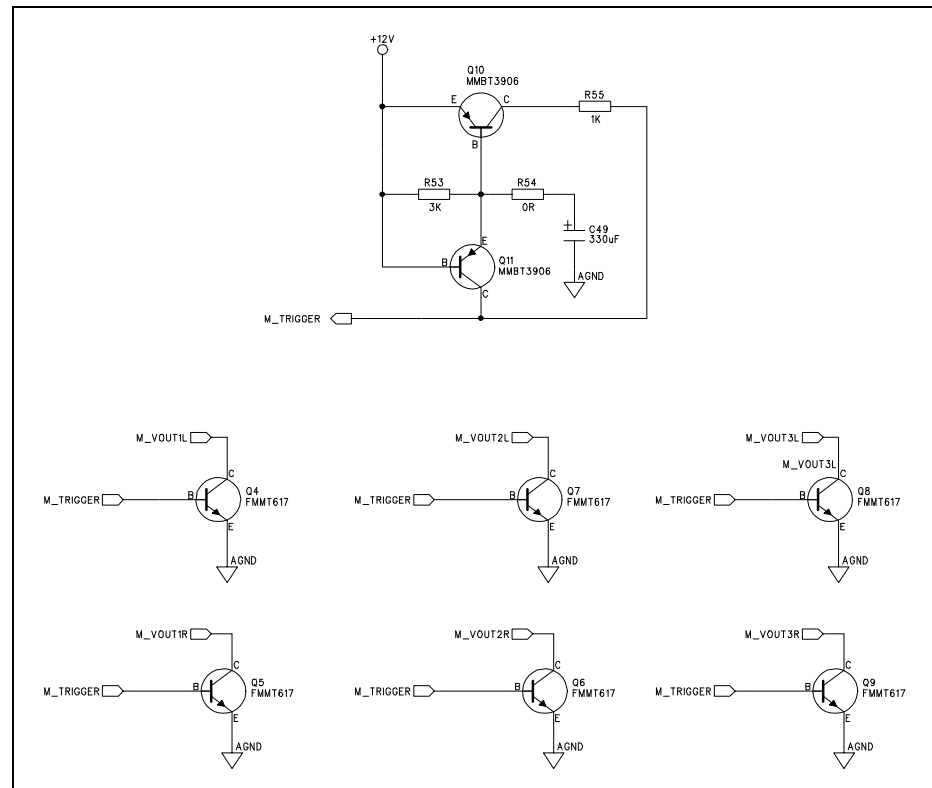 +12V
Q10
MMBT3906
E
C
R55
1K
B
R53
3K
R54
0R
+
C49
330uF
E
B
Q11
MMBT3906
C
AGND
M_TRIGGER
M_VOUT1L
C
M_TRIGGER
B
Q4
FMMT617
E
AGND
M_VOUT2L
C
M_TRIGGER
B
Q7
FMMT617
E
AGND
M_VOUT3L
M_VOUT3L
C
M_TRIGGER
B
Q8
FMMT617
E
AGND
M_VOUT1R
C
M_TRIGGER
B
Q5
FMMT617
E
AGND
M_VOUT2R
C
M_TRIGGER
B
Q6
FMMT617
E
AGND
M_VOUT3R
C
M_TRIGGER
B
Q9
FMMT617
E
AGND